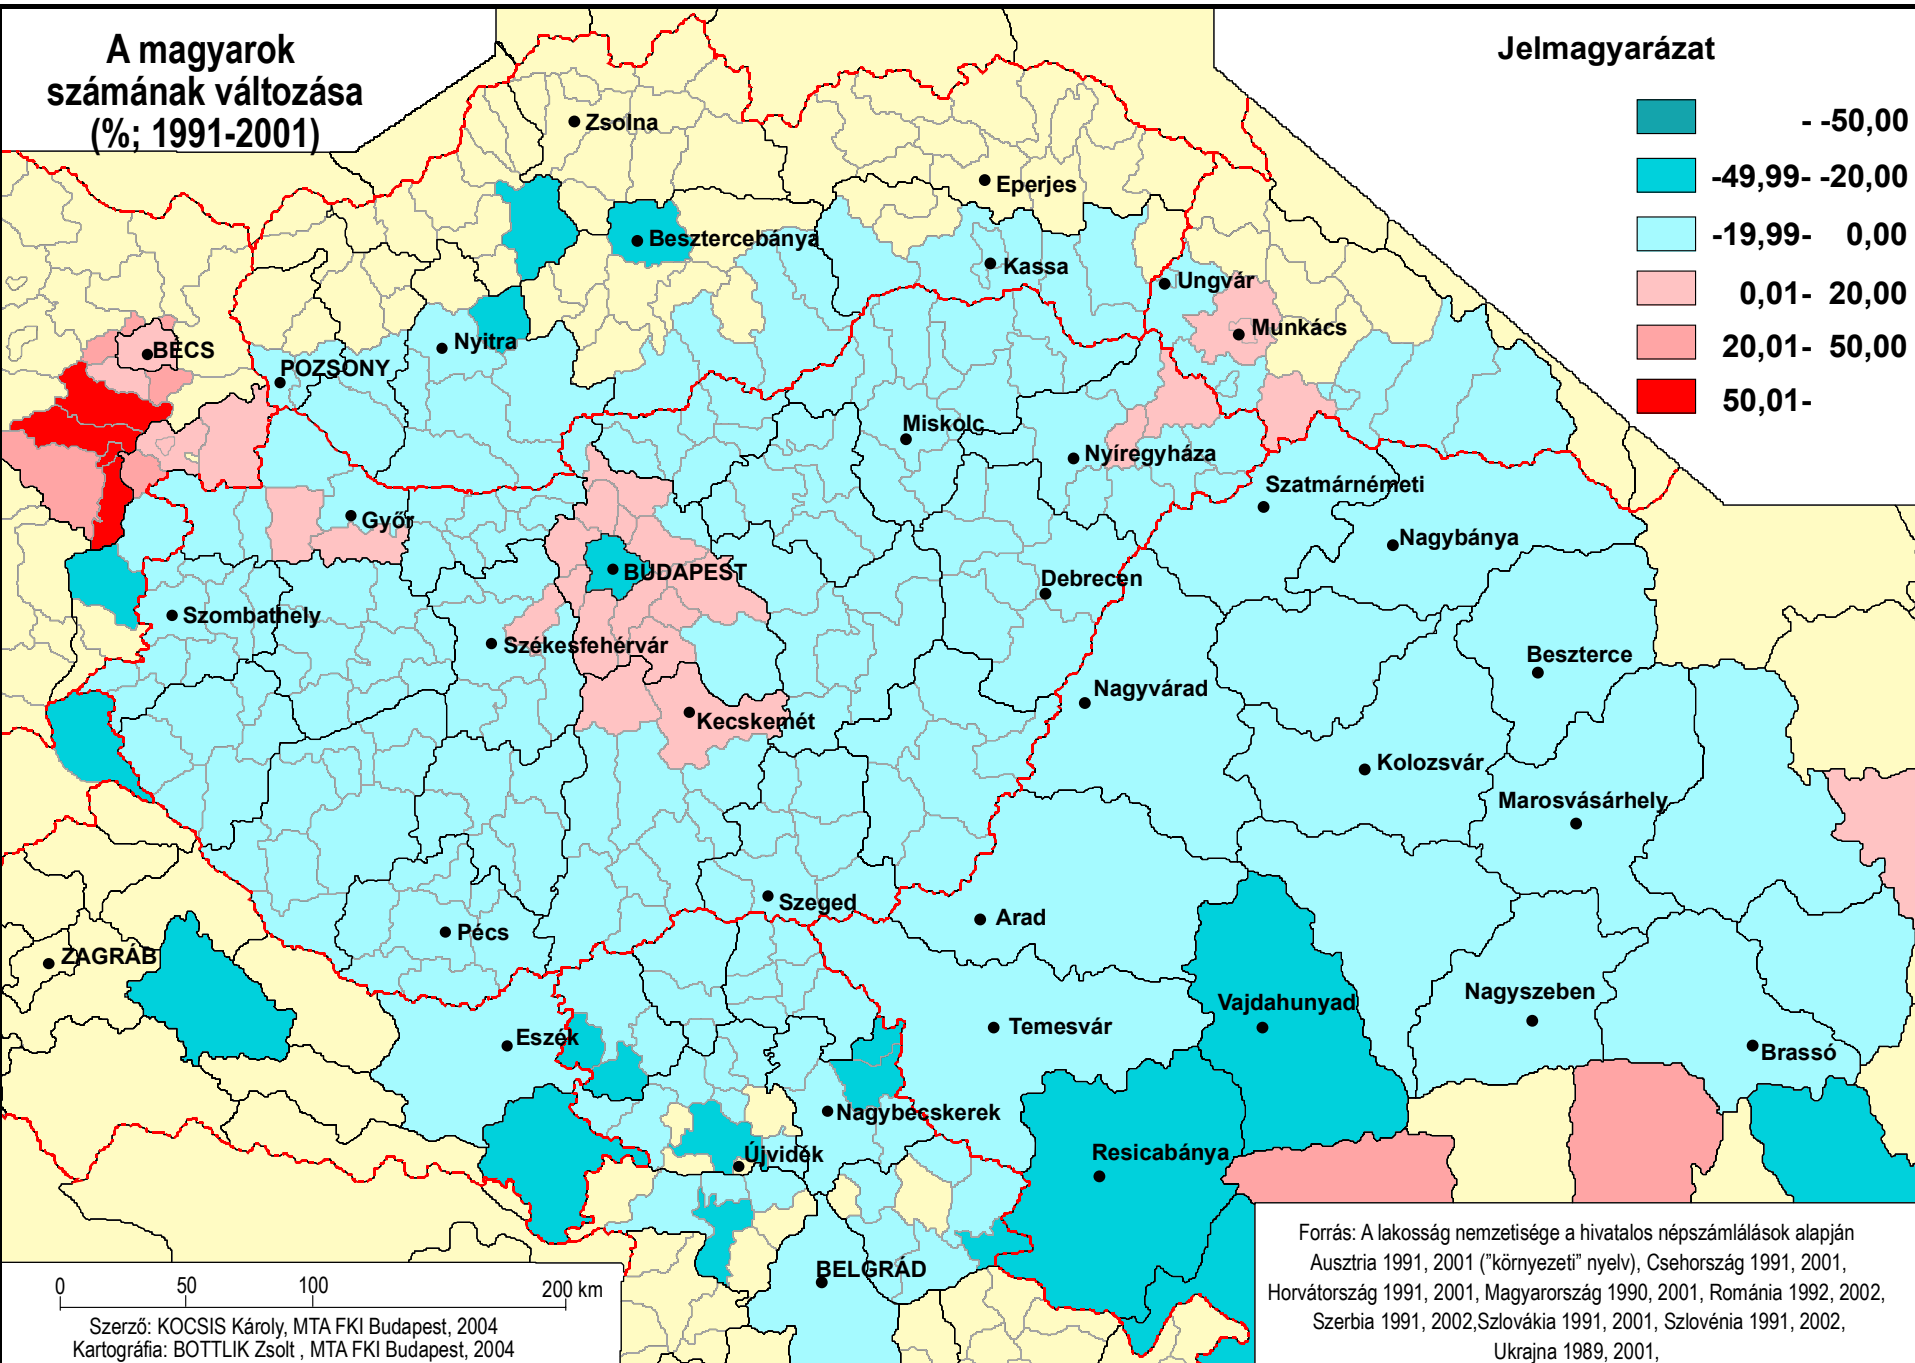 A magyarok
számának változása
(%; 1991-2001)
Jelmagyarázat
- -50,00
-49,99- -20,00
-19,99- 0,00
0,01- 20,00
20,01- 50,00
50,01-
Zsolna
Eperjes
Besztercebánya
Kassa
Ungvár
Munkács
BÉCS
Nyitra
POZSONY
Miskolc
Nyíregyháza
Szatmárnémeti
Győr
Nagybánya
BUDAPEST
Debrecen
Szombathely
Székesfehérvár
Beszterce
Nagyvárad
Kecskemét
Kolozsvár
Marosvásárhely
Szeged
Arad
Pécs
ZAGRÁB
Nagyszeben
Vajdahunyad
Temesvár
Eszék
Brassó
Nagybecskerek
Újvidék
Resicabánya
BELGRÁD
0 50 100 200 km
Szerző: KOCSIS Károly, MTA FKI Budapest, 2004
Kartográfia: BOTTLIK Zsolt , MTA FKI Budapest, 2004
Forrás: A lakosság nemzetisége a hivatalos népszámlálások alapján
Ausztria 1991, 2001 ("környezeti" nyelv), Csehország 1991, 2001,
Horvátország 1991, 2001, Magyarország 1990, 2001, Románia 1992, 2002,
Szerbia 1991, 2002,Szlovákia 1991, 2001, Szlovénia 1991, 2002,
Ukrajna 1989, 2001,